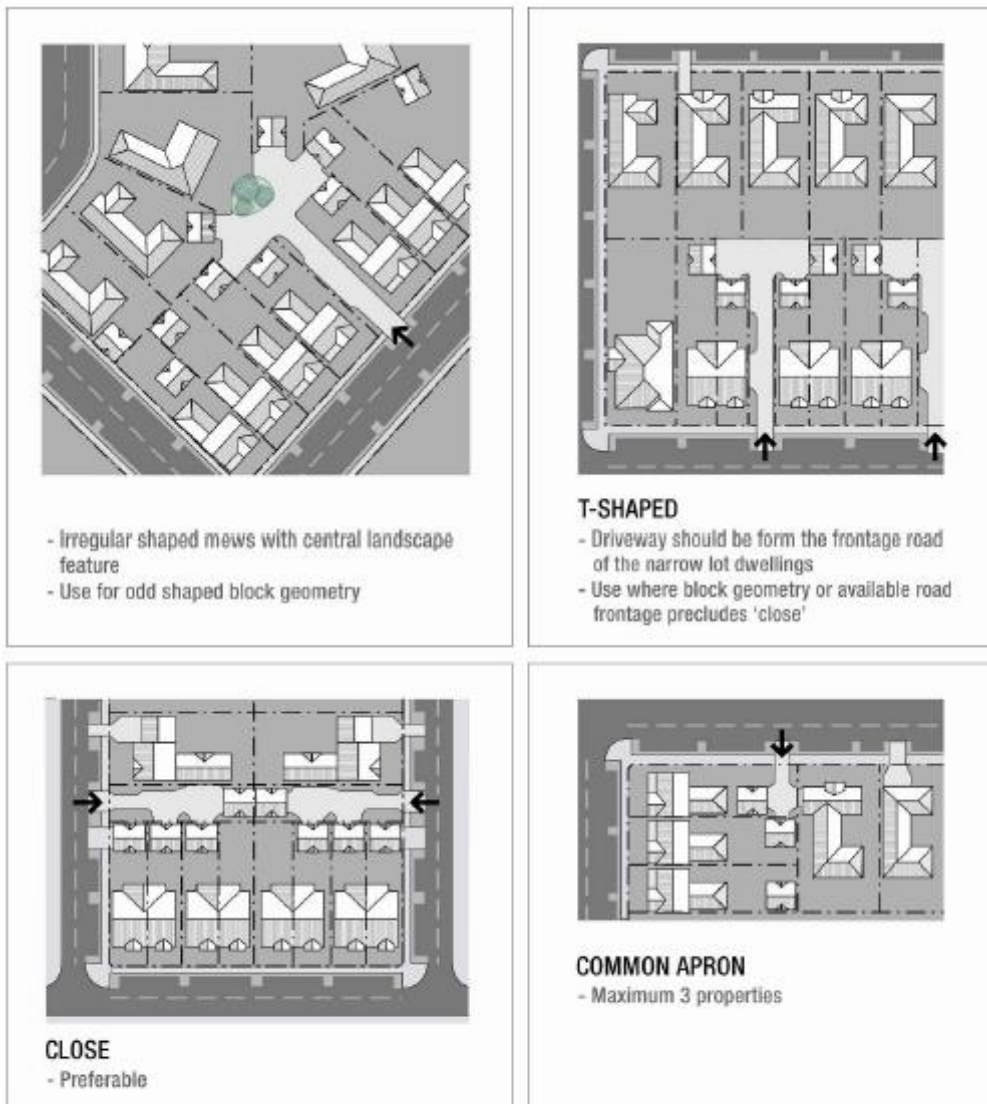 - Irregular shaped mews with central landscape
feature
- Use for odd shaped block geometry
T-SHAPED
- Driveway should be form the frontage road
of the narrow lot dwellings
- Use where block geometry or available road
frontage precludes 'close'
CLOSE
- Preferable
COMMON APRON
- Maximum 3 properties